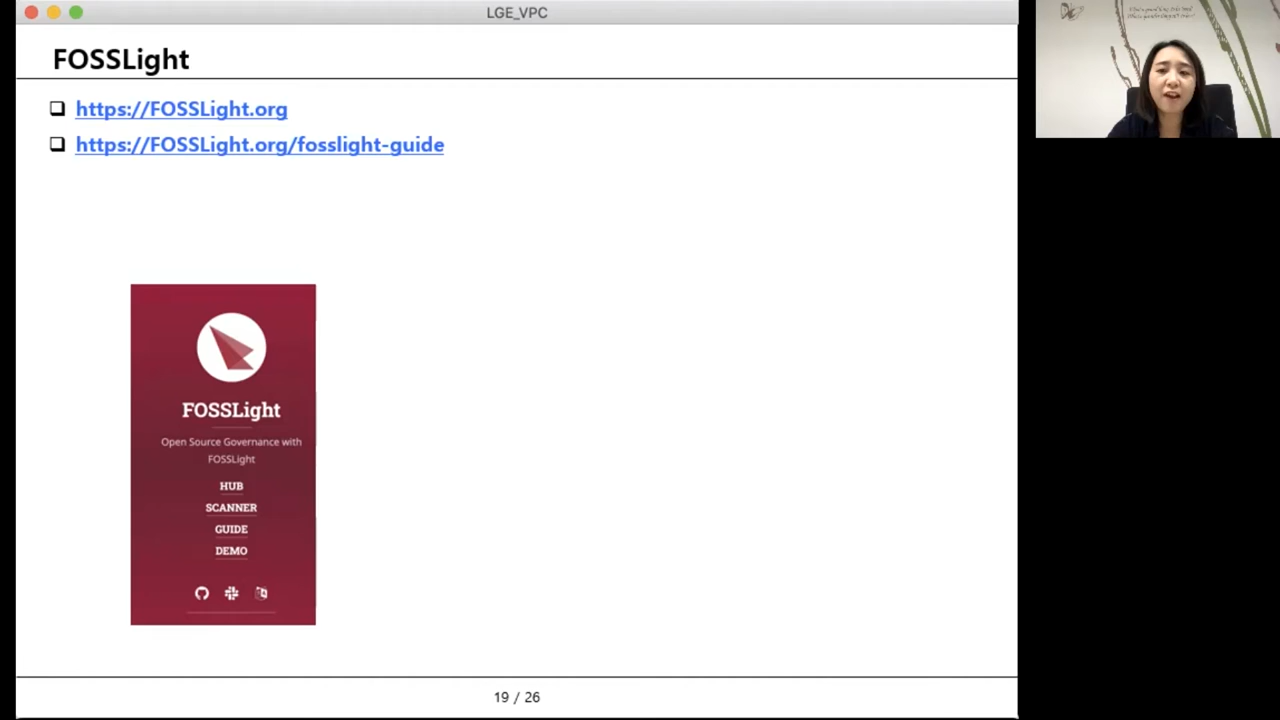 LGE_VPC
FOSSLight
https://FOSSLight.org
https://FOSSLight.org/fosslight-guide
FOSSLight
Open Source Governance with
FOSSLight
HUB
SCANNER
GUIDE
DEMO
19 / 26